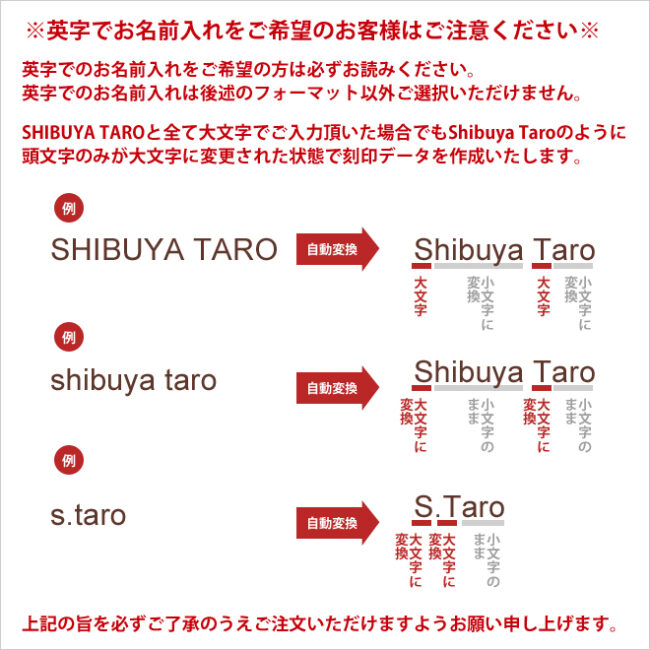 ※英字でお名前入れをご希望のお客様はご注意ください※
英字でのお名前入れをご希望の方は必ずお読みください。
英字でのお名前入れは後述のフォーマット以外ご選択いただけません。
SHIBUYA TAROと全て大文字でご入力頂いた場合でもShibuya Taroのように
頭文字のみが大文字に変更された状態で刻印データを作成いたします。
例
SHIBUYA TARO
自動変換
Shibuya Taro
大文字
小文字に変換
大文字
小文字に変換
例
shibuya taro
自動変換
Shibuya Taro
大文字に変換
小文字のまま
大文字に変換
小文字のまま
例
s.taro
自動変換
S.Taro
大文字に変換
大文字に変換
小文字のまま
上記の旨を必ずご了承のうえご注文いただけますようお願い申し上げます。